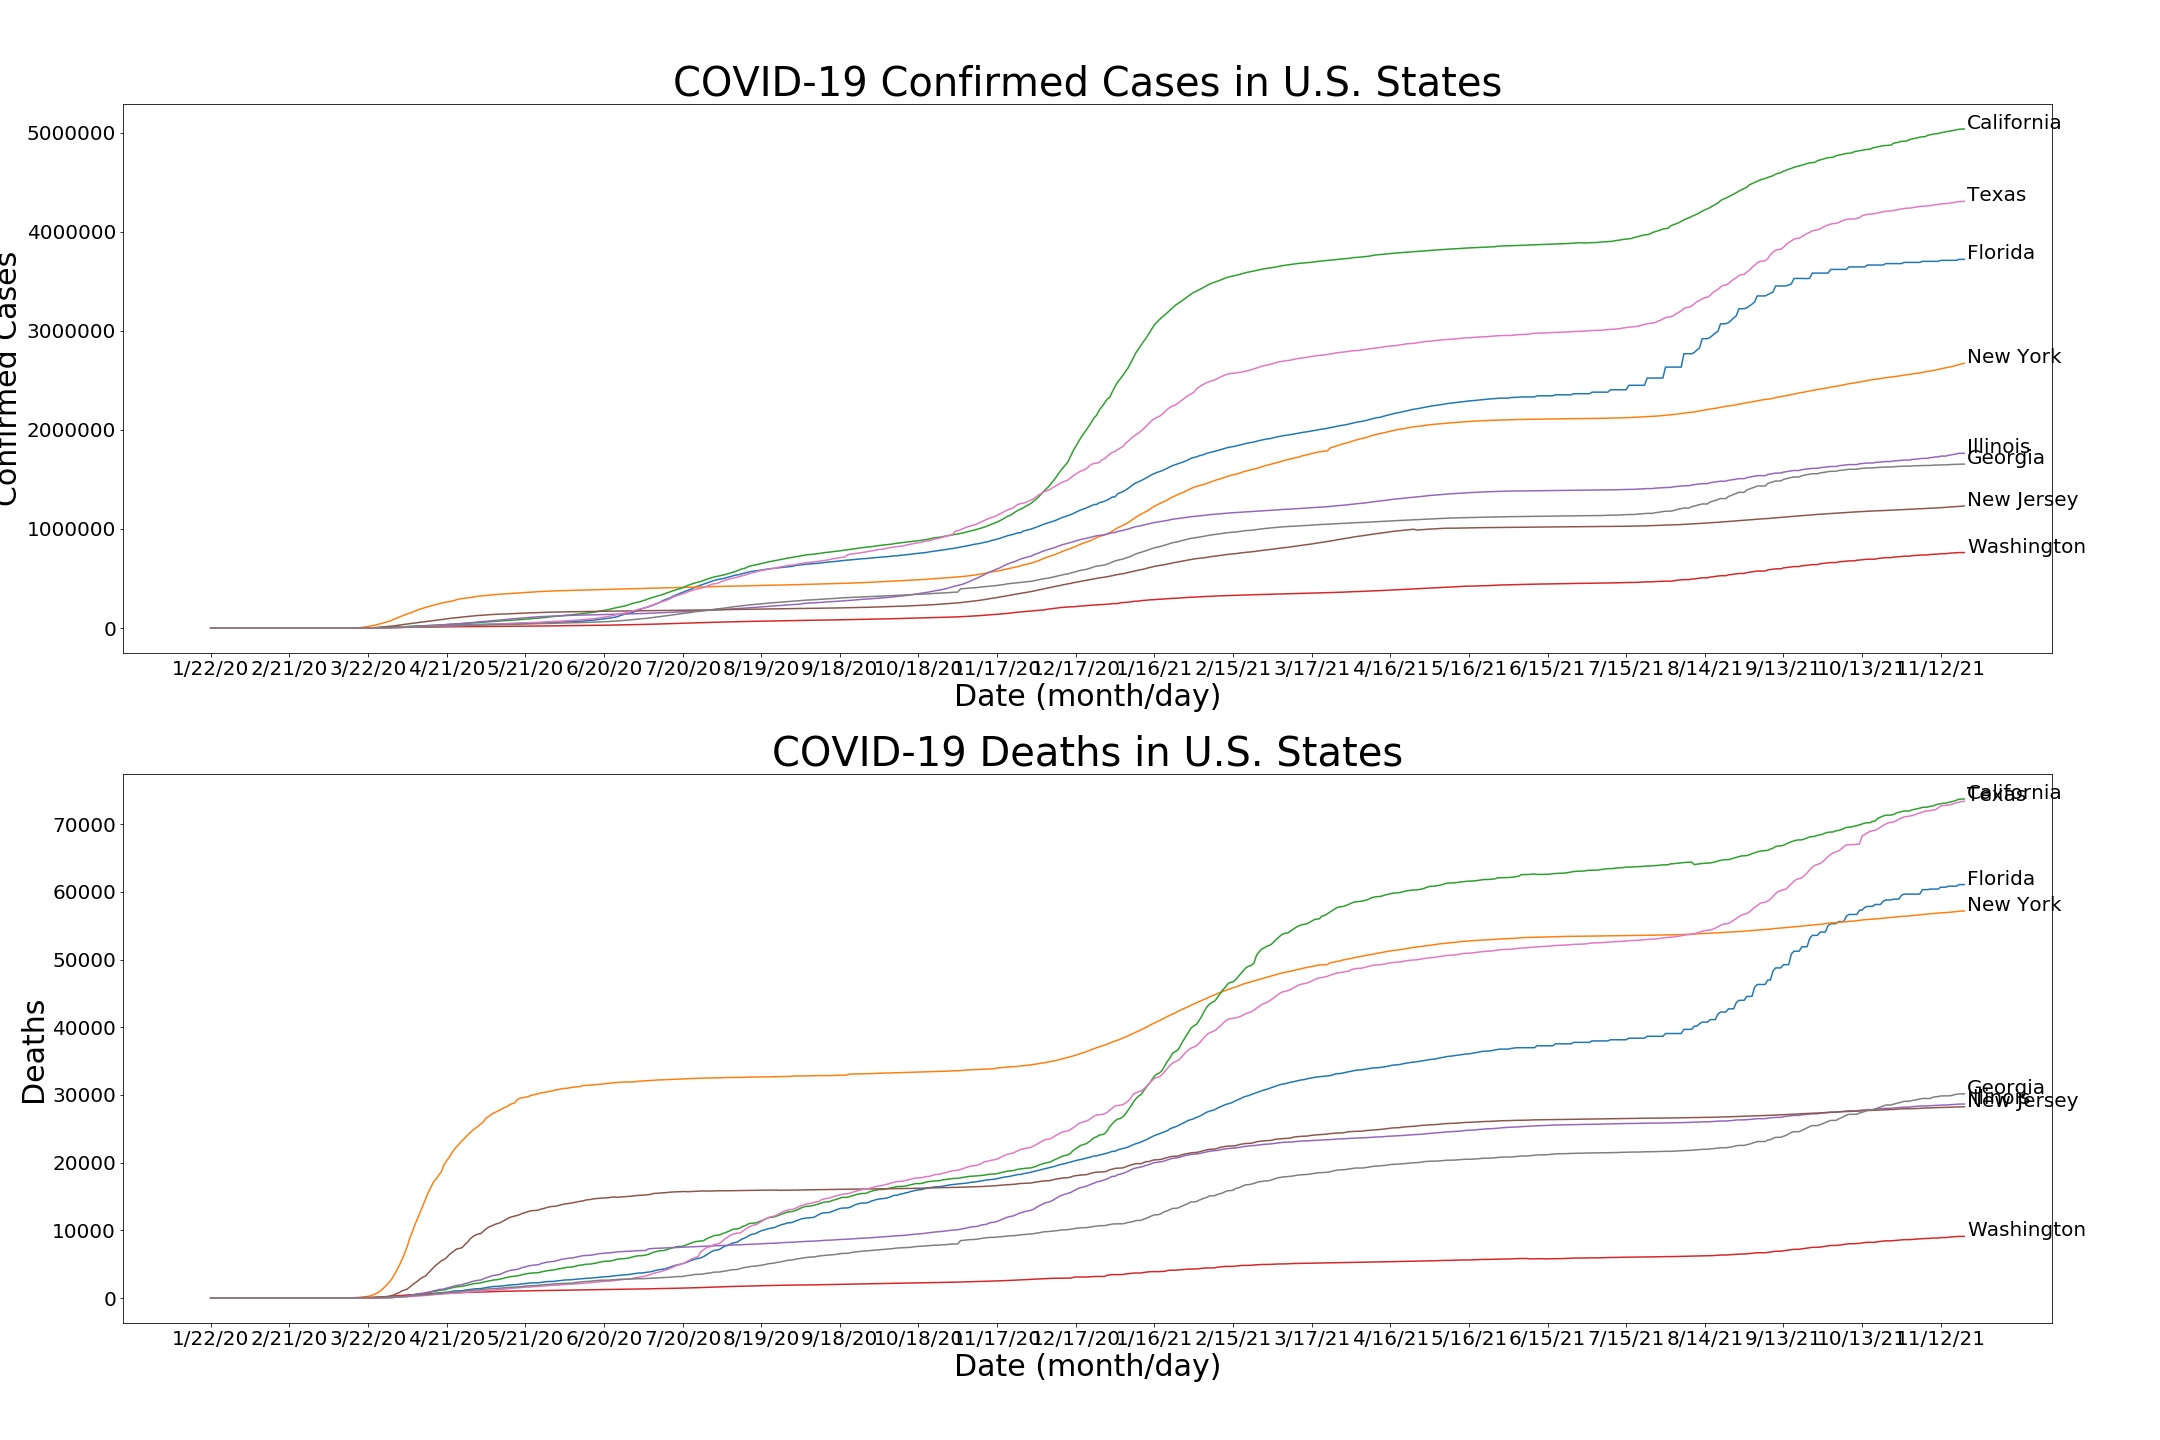 COVID-19 Confirmed Cases in U.S. States
Confirmed Cases
5000000
4000000
3000000
2000000
1000000
0
California
Texas
Florida
New York
Illinois
Georgia
New Jersey
Washington
1/22/20 2/21/20 3/22/20 4/21/20 5/21/20 6/20/20 7/20/20 8/19/20 9/18/20 10/18/20 11/17/20 12/17/20 1/16/21 2/15/21 3/17/21 4/16/21 5/16/21 6/15/21 7/15/21 8/14/21 9/13/21 10/13/21 11/12/21
Date (month/day)
COVID-19 Deaths in U.S. States
Deaths
70000
60000
50000
40000
30000
20000
10000
0
California
Texas
Florida
New York
Georgia
Illinois
New Jersey
Washington
1/22/20 2/21/20 3/22/20 4/21/20 5/21/20 6/20/20 7/20/20 8/19/20 9/18/20 10/18/20 11/17/20 12/17/20 1/16/21 2/15/21 3/17/21 4/16/21 5/16/21 6/15/21 7/15/21 8/14/21 9/13/21 10/13/21 11/12/21
Date (month/day)